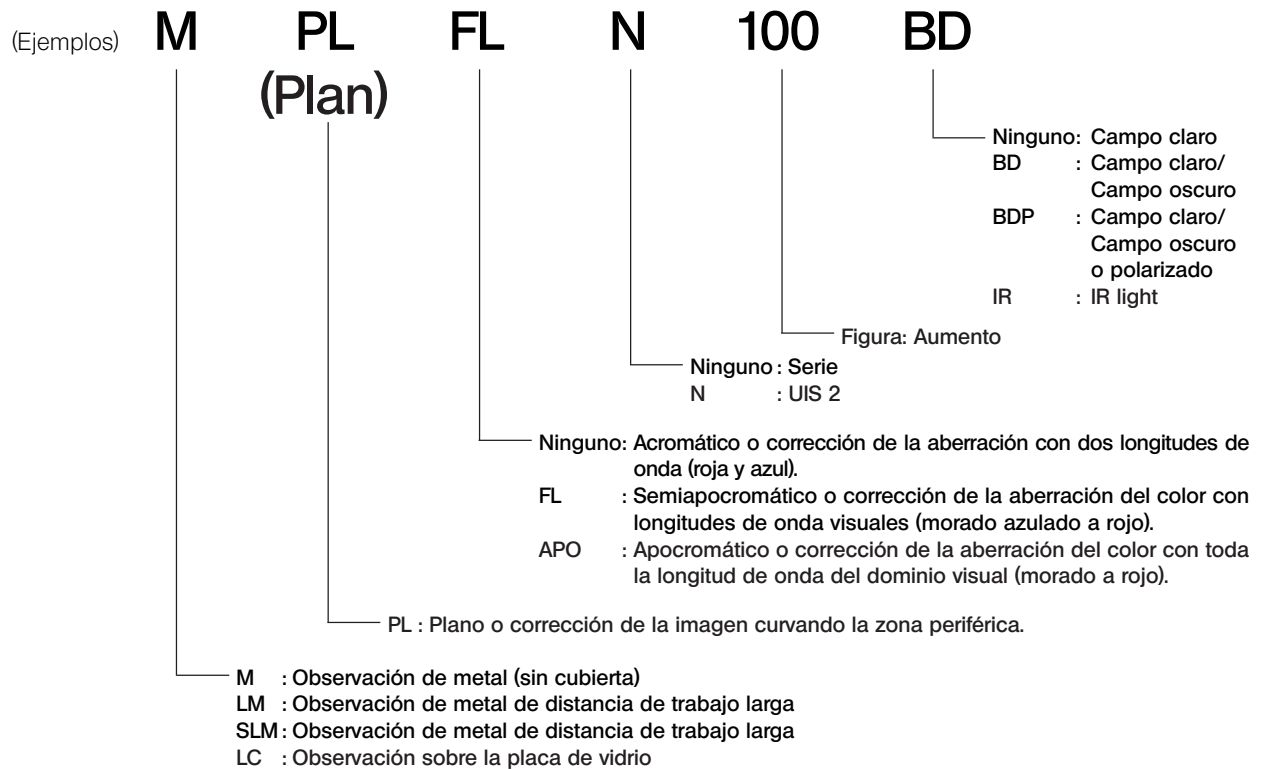 (Ejemplos) M PL FL N 100 BD
(Plan)
Ninguno: Campo claro
BD : Campo claro/
Campo oscuro
BDP : Campo claro/
Campo oscuro
o polarizado
IR : IR light
Figura: Aumento
Ninguno : Serie
N : UIS 2
Ninguno: Acromático o corrección de la aberración con dos longitudes de
onda (roja y azul).
FL : Semiapocromático o corrección de la aberración del color con
longitudes de onda visuales (morado azulado a rojo).
APO : Apocromático o corrección de la aberración del color con toda
la longitud de onda del dominio visual (morado a rojo).
PL : Plano o corrección de la imagen curvando la zona periférica.
M : Observación de metal (sin cubierta)
LM : Observación de metal de distancia de trabajo larga
SLM : Observación de metal de distancia de trabajo larga
LC : Observación sobre la placa de vidrio